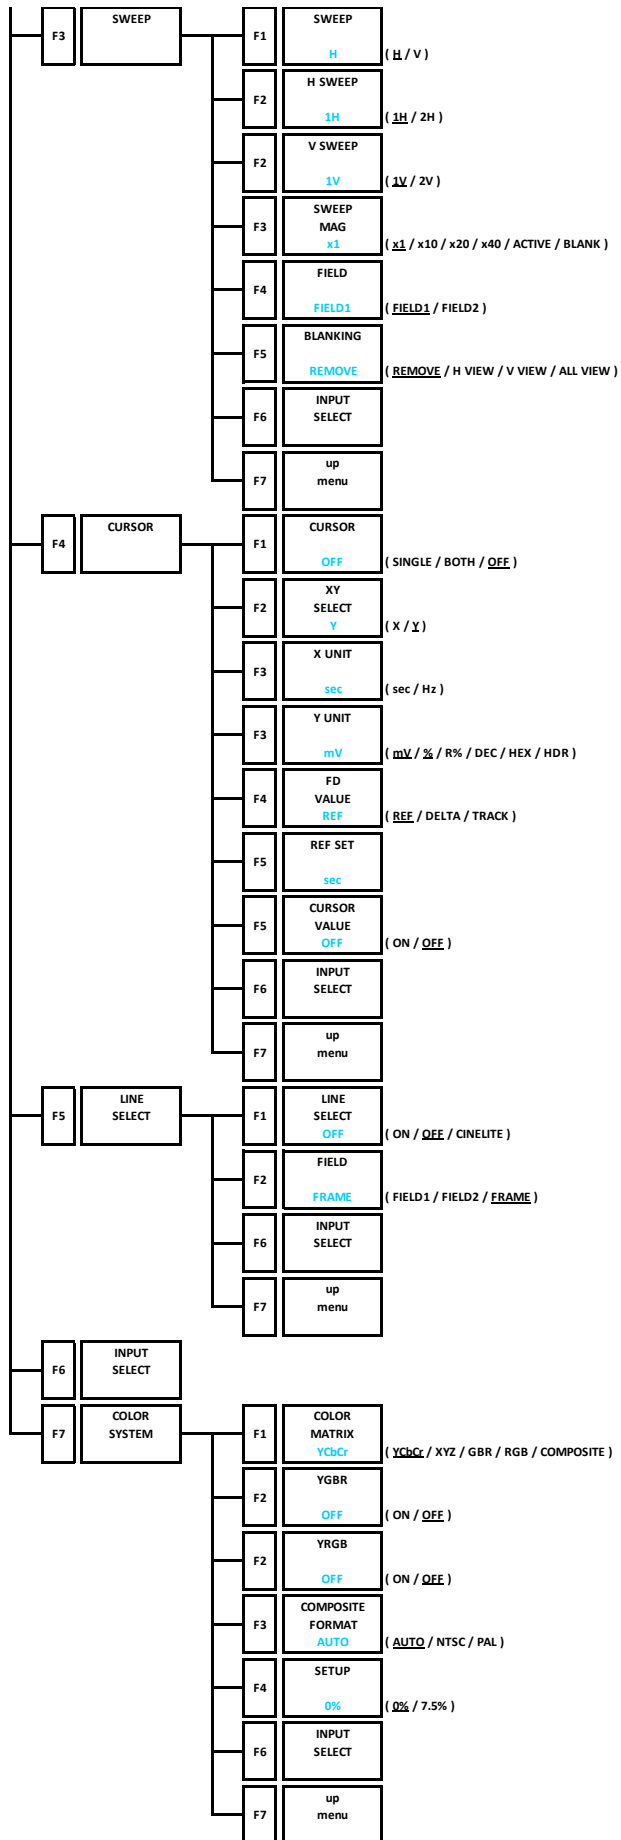 F3
SWEEP
F1
SWEEP
H
( H / V )
F2
H SWEEP
1H
( 1H / 2H )
F2
V SWEEP
1V
( 1V / 2V )
F3
SWEEP
MAG
x1
( x1 / x10 / x20 / x40 / ACTIVE / BLANK )
F4
FIELD
FIELD1
( FIELD1 / FIELD2 )
F5
BLANKING
REMOVE
( REMOVE / H VIEW / V VIEW / ALL VIEW )
F6
INPUT
SELECT
F7
up
menu
F4
CURSOR
F1
CURSOR
OFF
( SINGLE / BOTH / OFF )
F2
XY
SELECT
Y
( X / Y )
F3
X UNIT
sec
( sec / Hz )
F3
Y UNIT
mV
( mV / % / R% / DEC / HEX / HDR )
F4
FD
VALUE
REF
( REF / DELTA / TRACK )
F5
REF SET
sec
F5
CURSOR
VALUE
OFF
( ON / OFF )
F6
INPUT
SELECT
F7
up
menu
F5
LINE
SELECT
F1
LINE
SELECT
OFF
( ON / OFF / CINELITE )
F2
FIELD
FRAME
( FIELD1 / FIELD2 / FRAME )
F6
INPUT
SELECT
F7
up
menu
F6
INPUT
SELECT
F7
COLOR
SYSTEM
F1
COLOR
MATRIX
YCbCr
( YCbCr / XYZ / GBR / RGB / COMPOSITE )
F2
YGBR
OFF
( ON / OFF )
F2
YRGB
OFF
( ON / OFF )
F3
COMPOSITE
FORMAT
AUTO
( AUTO / NTSC / PAL )
F4
SETUP
0%
( 0% / 7.5% )
F6
INPUT
SELECT
F7
up
menu